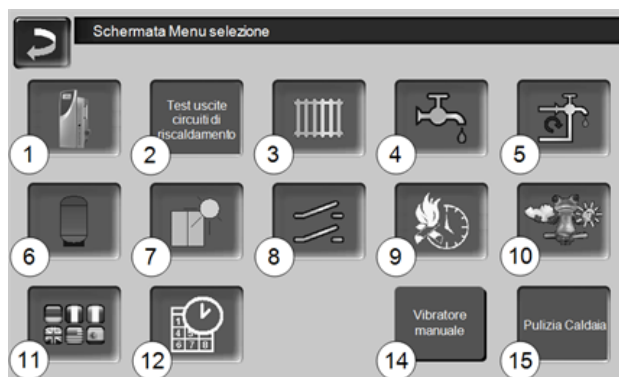 Schermata Menu selezione
Test uscite
circuiti di
riscaldamento
1
2
3
4
5
6
7
8
9
10
Vibratore
manuale
Pulizia Caldaia
11
12
14
15